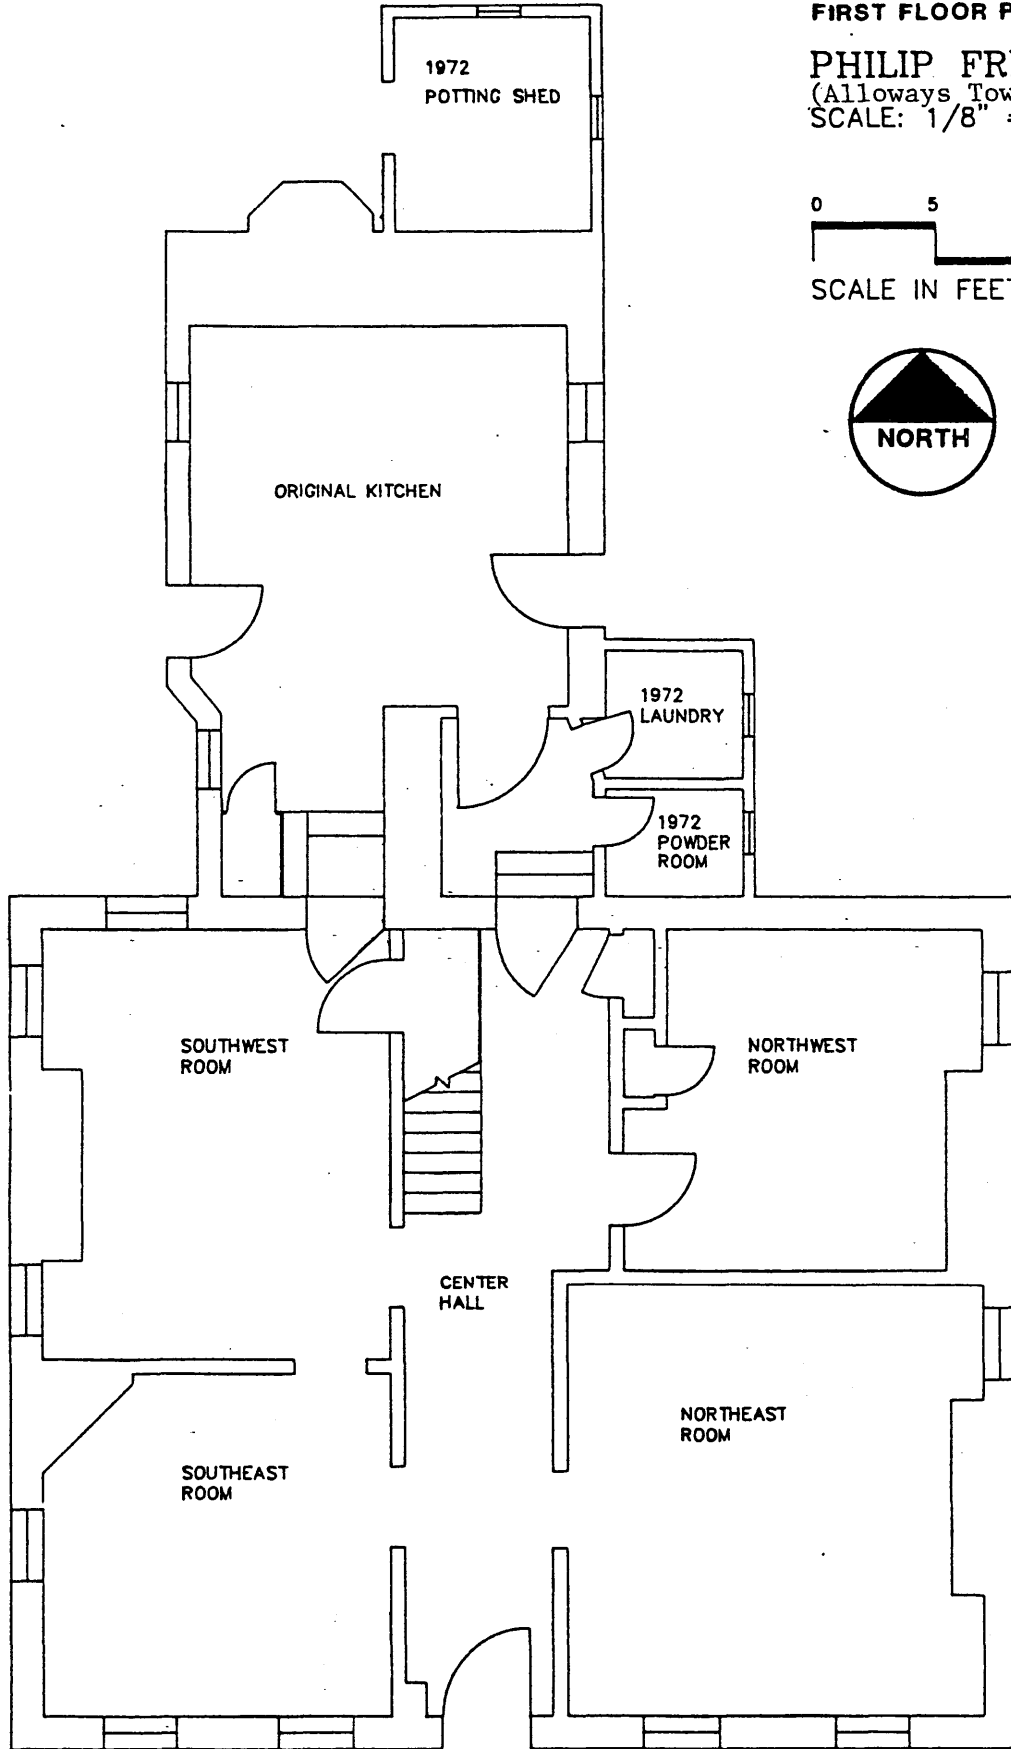 FIRST FLOOR P
PHILIP FR
(Alloways Tow
SCALE: 1/8" =
0 5
SCALE IN FEET
NORTH
1972
POTTING SHED
ORIGINAL KITCHEN
1972
LAUNDRY
1972
POWDER
ROOM
SOUTHWEST
ROOM
NORTHWEST
ROOM
CENTER
HALL
NORTHEAST
ROOM
SOUTHEAST
ROOM